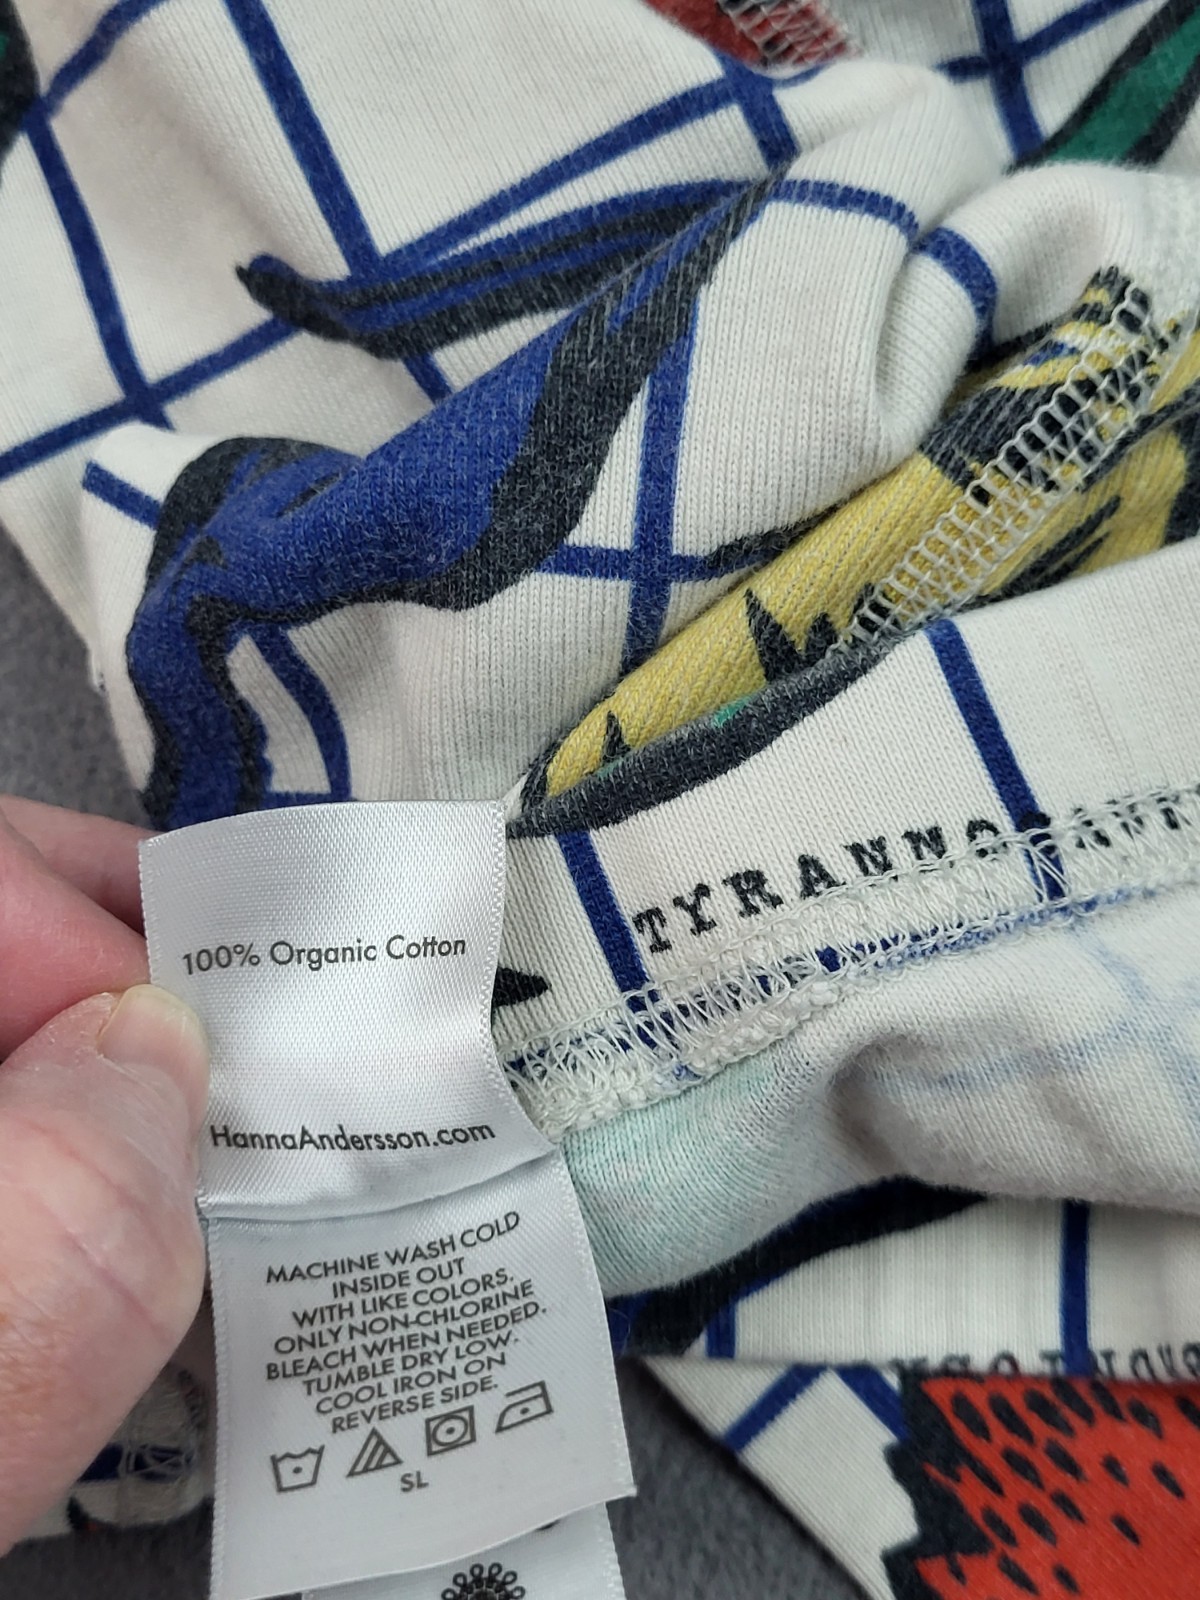 TYRANNOSAUR
100% Organic Cotton
HannaAndersson.com
MACHINE WASH COLD
INSIDE OUT
WITH LIKE COLORS.
ONLY NON-CHLORINE
BLEACH WHEN NEEDED.
TUMBLE DRY LOW.
COOL IRON ON
REVERSE SIDE.
SL